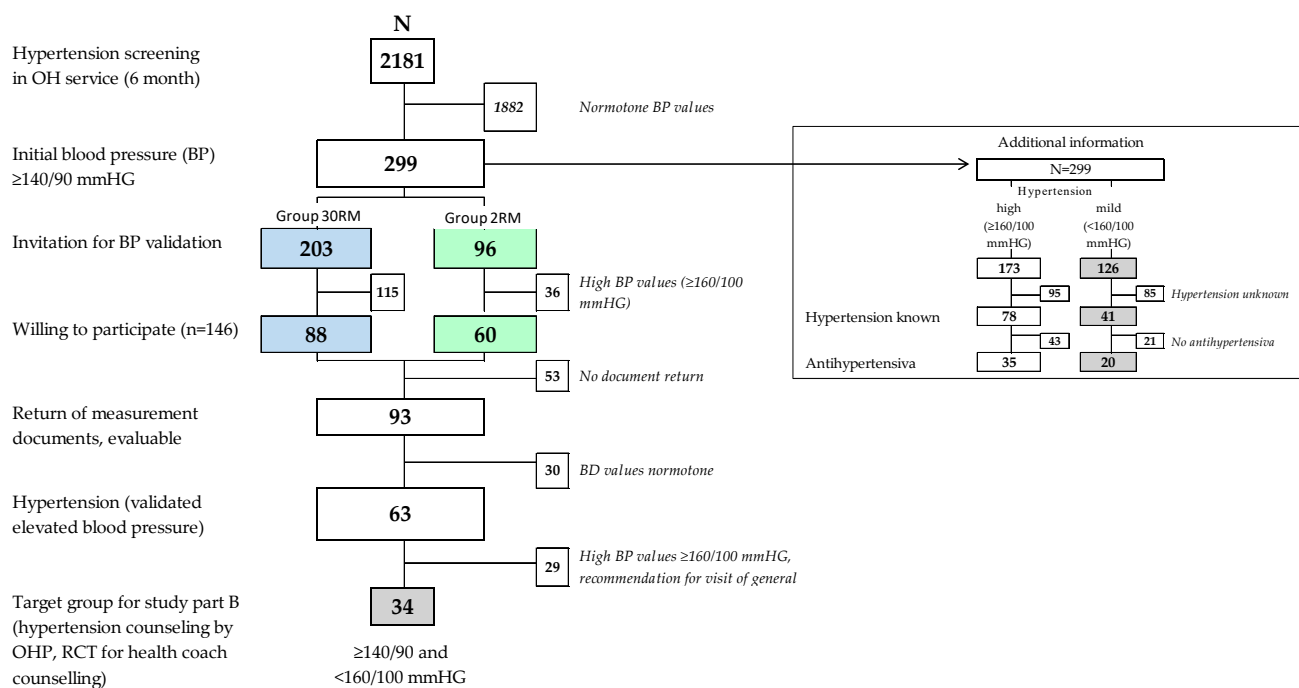 N
Hypertension screening
in OH service (6 month)
2181
1882
Normotone BP values
Initial blood pressure (BP)
≥140/90 mmHG
299
Group 30RM
Group 2RM
Invitation for BP validation
203
96
115
36
High BP values (≥160/100
mmHG)
Willing to participate (n=146)
88
60
53
No document return
Return of measurement
documents, evaluable
93
30
BD values normotone
Hypertension (validated
elevated blood pressure)
63
29
High BP values ≥160/100 mmHG,
recommendation for visit of general
Target group for study part B
(hypertension counseling by
OHP, RCT for health coach
counselling)
34
≥140/90 and
<160/100 mmHG
Additional information
N=299
Hypertension
high
(≥160/100
mmHG)
mild
(<160/100
mmHG)
173
126
95
85
Hypertension unknown
Hypertension known
78
41
43
21
No antihypertensiva
Antihypertensiva
35
20